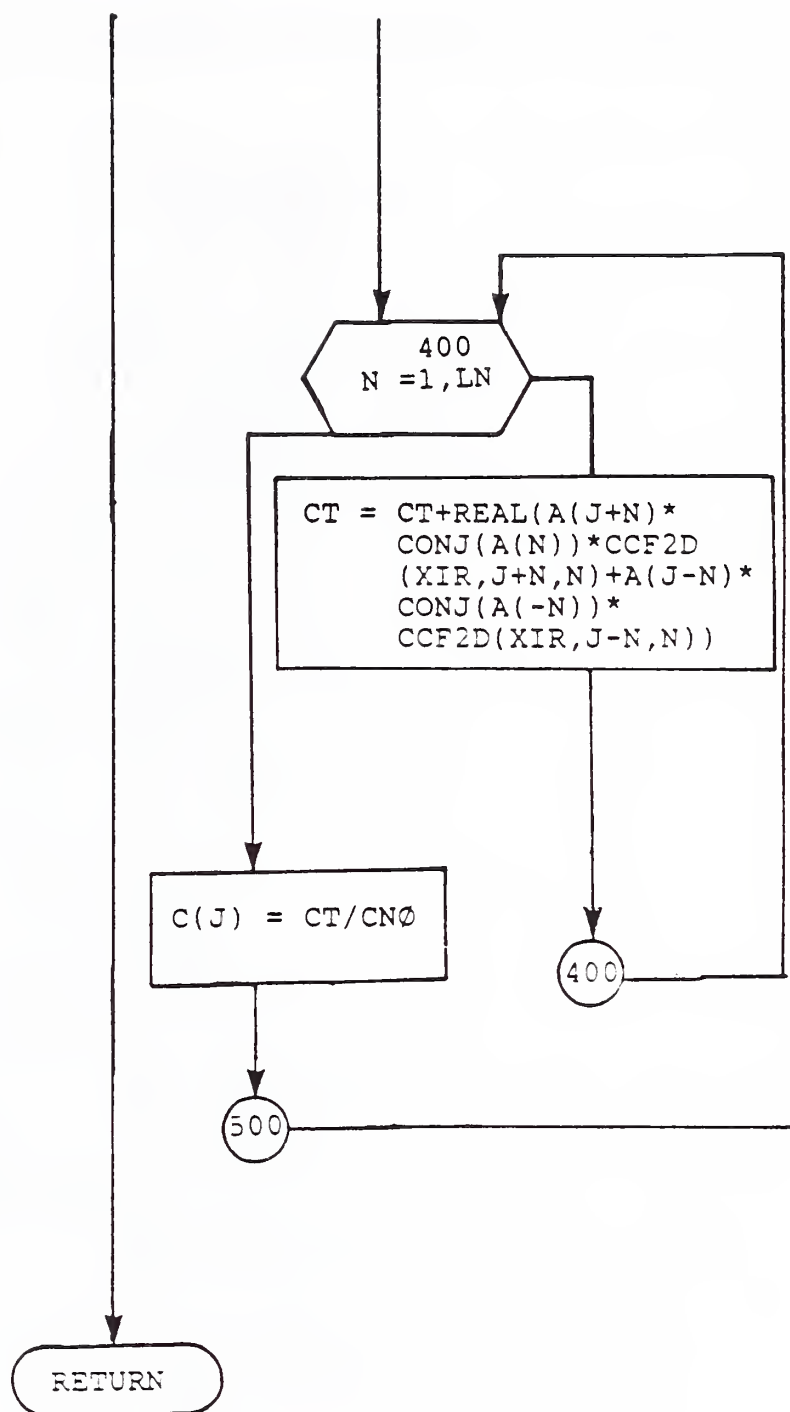 400
N =1,LN
CT = CT+REAL(A(J+N)*
CONJ(A(N))*CCF2D
(XIR,J+N,N)+A(J-N)*
CONJ(A(-N))*
CCF2D(XIR,J-N,N))
C(J) = CT/CNØ
400
500
RETURN